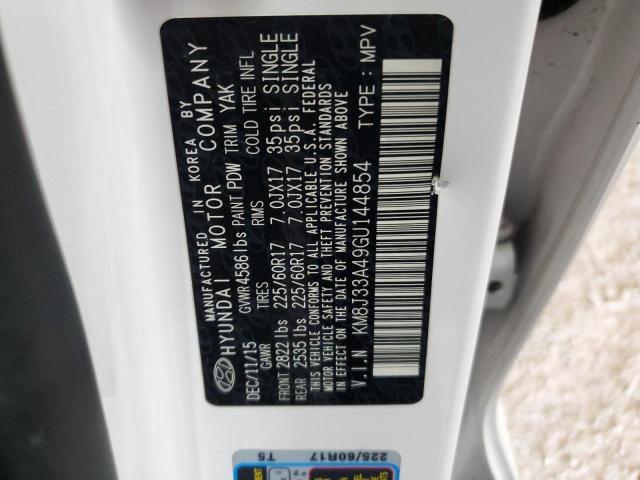 MANUFACTURED IN KOREA BY
HYUNDAI MOTOR COMPANY
DEC/11/15 GVWR 4586 lbs PAINT PDW TRIM YAK
GAWR TIRES RIMS COLD TIRE INFL
FRONT 2822 lbs 225/60R17 7.0JX17 35psi SINGLE
REAR 2535 lbs 225/60R17 7.0JX17 35psi SINGLE
THIS VEHICLE CONFORMS TO ALL APPLICABLE U.S.A. FEDERAL
MOTOR VEHICLE SAFETY AND THEFT PREVENTION STANDARDS
IN EFFECT ON THE DATE OF MANUFACTURE SHOWN ABOVE
V.I.N KM8J33A49GU144854 TYPE : MPV
225/60R17
T5